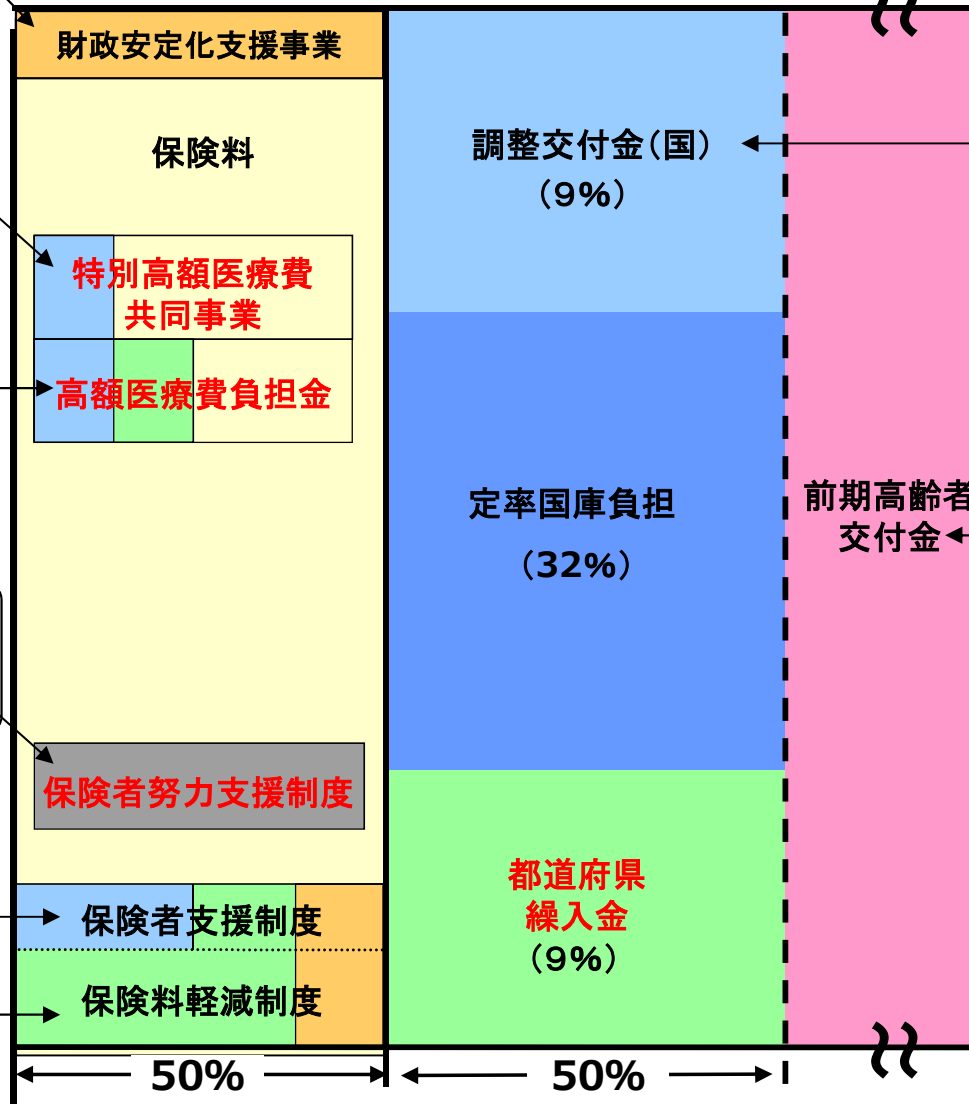 財政安定化支援事業
保険料
特別高額医療費
共同事業
高額医療費負担金
保険者努力支援制度
保険者支援制度
保険料軽減制度
50%
調整交付金(国)
(9%)
定率国庫負担
(32%)
都道府県
繰入金
(9%)
50%
前期高齢者
交付金